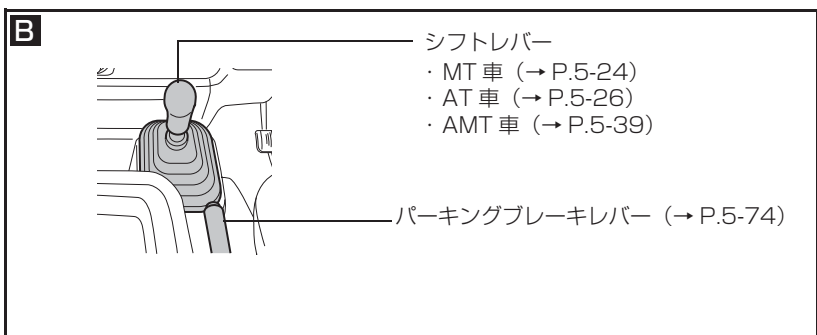 B
シフトレバー
· MT 車（→ P.5-24）
· AT 車（→ P.5-26）
· AMT 車（→ P.5-39）
パーキングブレーキレバー（→ P.5-74）